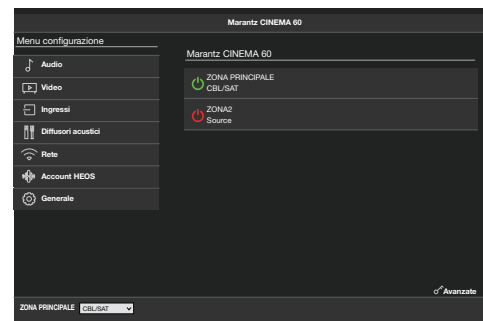 Marantz CINEMA 60
Menu configurazione
Audio
Video
Ingressi
Diffusori acustici
Rete
Account HEOS
Generale
Marantz CINEMA 60
ZONA PRINCIPALE
CBL/SAT
ZONA2
Source
Avanzate
ZONA PRINCIPALE CBL/SAT